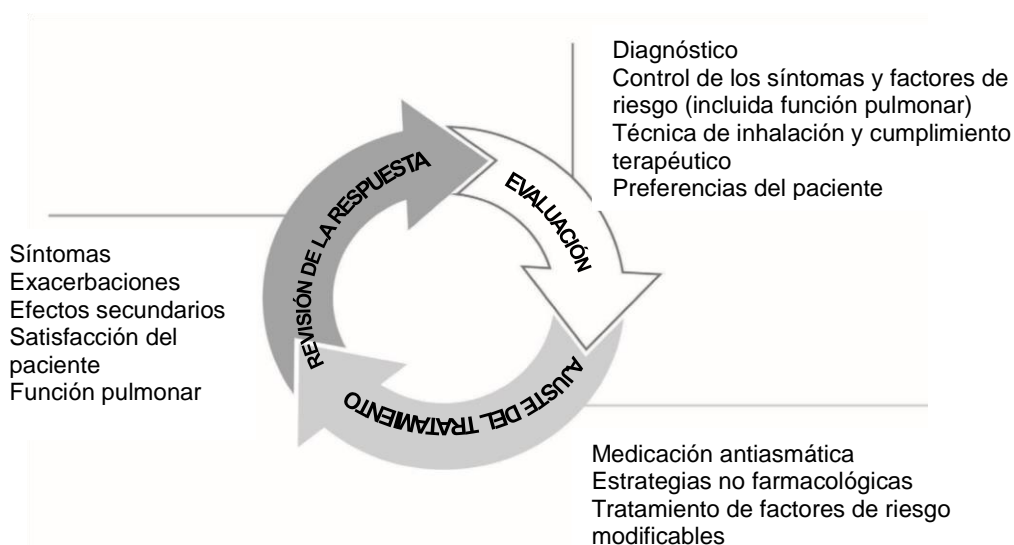 Diagnóstico
Control de los síntomas y factores de
riesgo (incluida función pulmonar)
Técnica de inhalación y cumplimiento
terapéutico
Preferencias del paciente
EVALUACIÓN
REVISIÓN DE LA RESPUESTA
AJUSTE DEL TRATAMIENTO
Síntomas
Exacerbaciones
Efectos secundarios
Satisfacción del
paciente
Función pulmonar
Medicación antiasmática
Estrategias no farmacológicas
Tratamiento de factores de riesgo
modificables